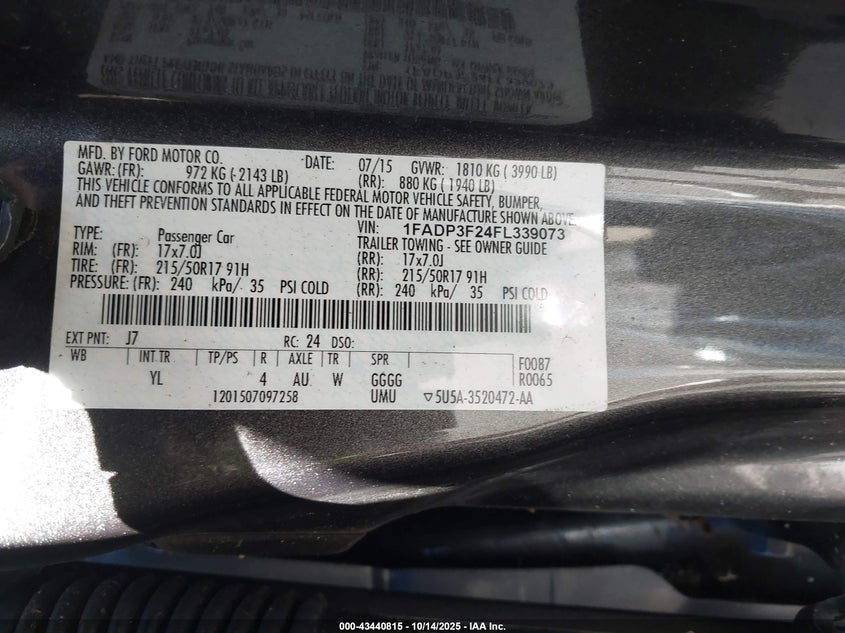 MFD. BY FORD MOTOR CO. DATE: 07/15 GVWR: 1810 KG ( 3990 LB)
GAWR: (FR): 972 KG (-2143 LB) (RR): 880 KG ( 1940 LB)
THIS VEHICLE CONFORMS TO ALL APPLICABLE FEDERAL MOTOR VEHICLE SAFETY, BUMPER,
AND THEFT PREVENTION STANDARDS IN EFFECT ON THE DATE OF MANUFACTURE SHOWN ABOVE.
VIN: 1FADP3F24FL339073
TYPE: Passenger Car TRAILER TOWING - SEE OWNER GUIDE
RIM: (FR): 17x7.0J (RR): 17x7.0J
TIRE: (FR): 215/50R17 91H (RR): 215/50R17 91H
PRESSURE: (FR): 240 kPa/ 35 PSI COLD (RR): 240 kPa/ 35 PSI COLD
EXT PNT: J7 RC: 24 DSO:
WB INT TR TP/PS R AXLE TR SPR F0087
YL 4 AU W GGGG R0065
1201507097258 UMU ▽5U5A-3520472-AA
000-43440815 - 10/14/2025 - IAA Inc.